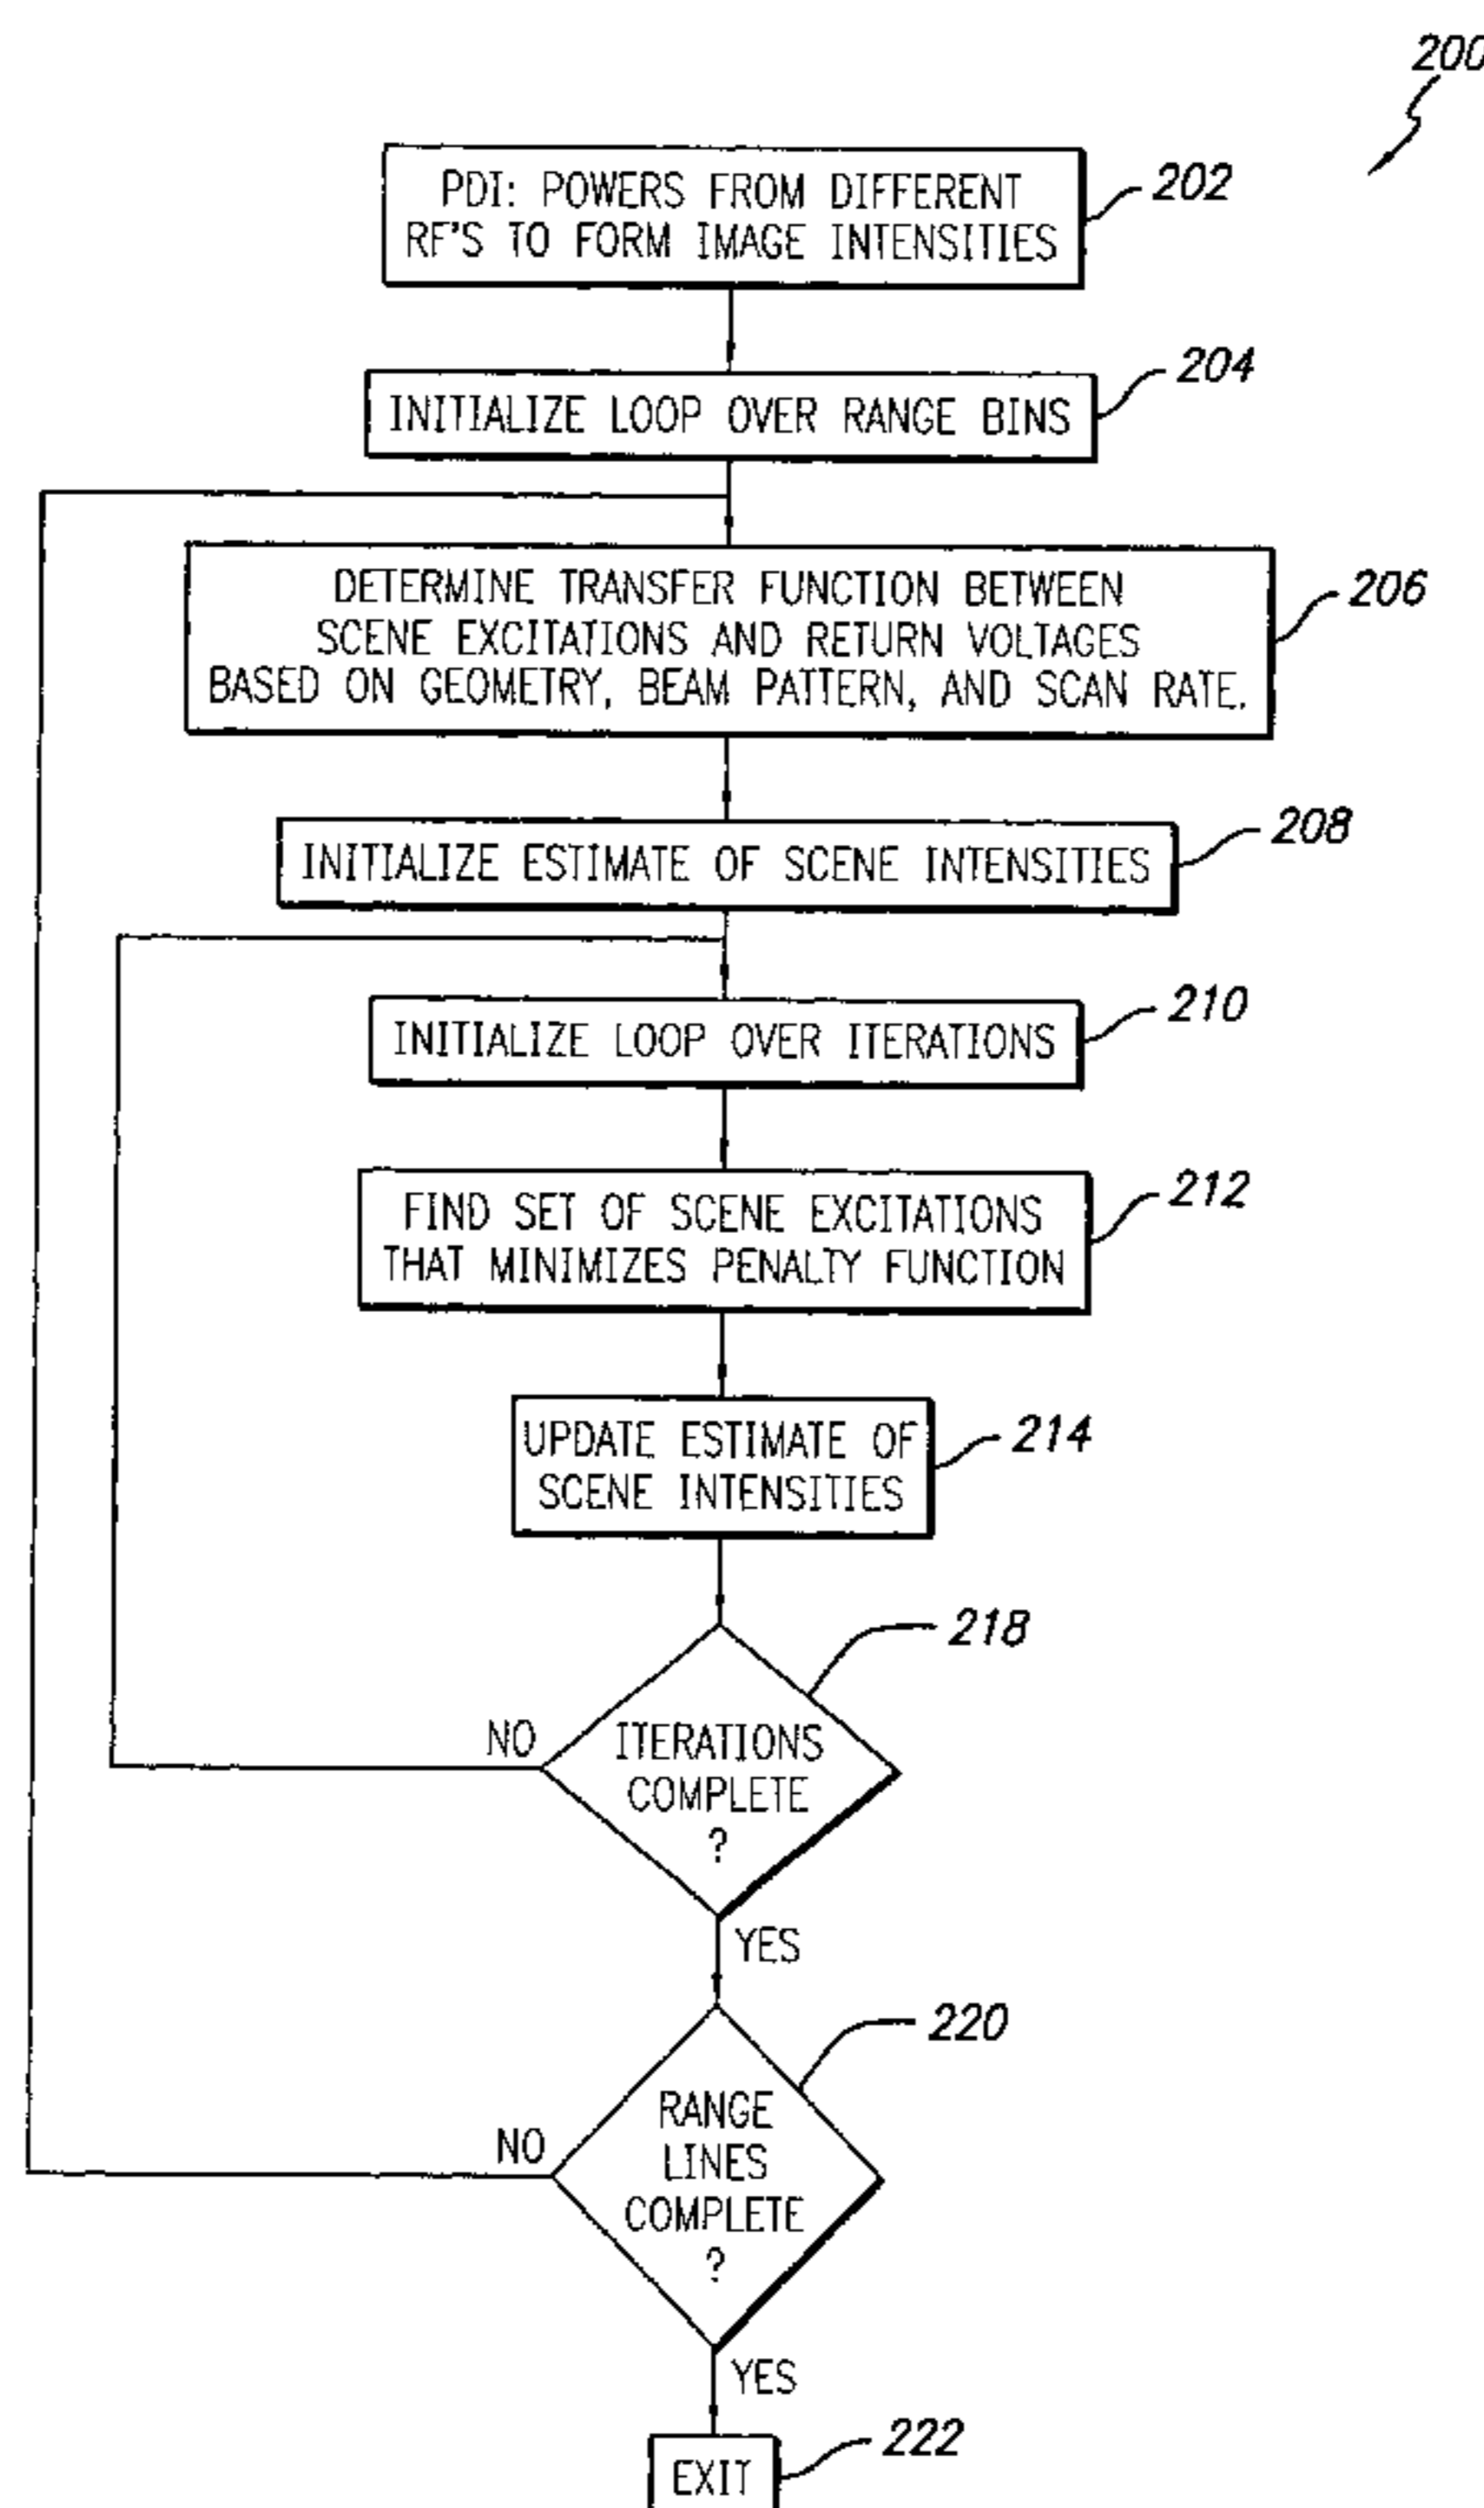 200
PDI: POWERS FROM DIFFERENT
RF'S TO FORM IMAGE INTENSITIES
202
INITIALIZE LOOP OVER RANGE BINS
204
DETERMINE TRANSFER FUNCTION BETWEEN
SCENE EXCITATIONS AND RETURN VOLTAGES
BASED ON GEOMETRY, BEAM PATTERN, AND SCAN RATE.
206
INITIALIZE ESTIMATE OF SCENE INTENSITIES
208
INITIALIZE LOOP OVER ITERATIONS
210
FIND SET OF SCENE EXCITATIONS
THAT MINIMIZES PENALTY FUNCTION
212
UPDATE ESTIMATE OF
SCENE INTENSITIES
214
218
NO
ITERATIONS
COMPLETE
?
YES
220
NO
RANGE
LINES
COMPLETE
?
YES
EXIT
222